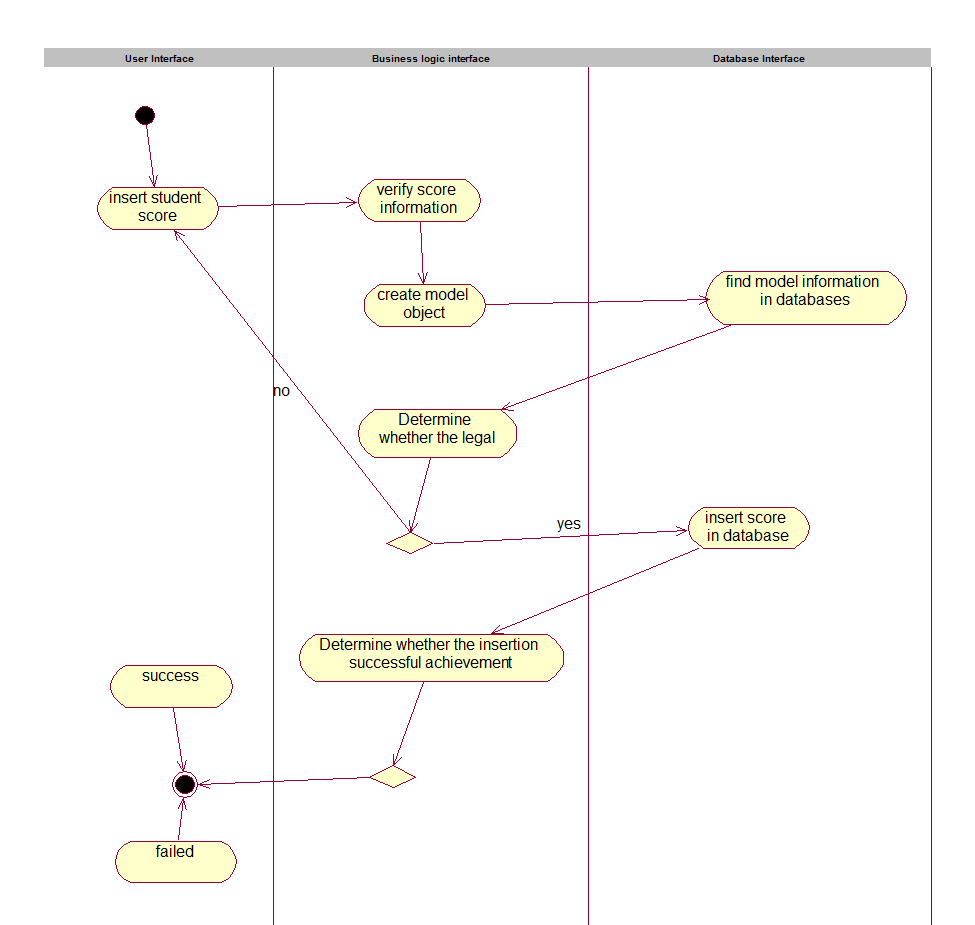 User Interface
Business logic interface
Database Interface
insert student
score
verify score
information
create model
object
find model information
in databases
no
Determine
whether the legal
yes
insert score
in database
Determine whether the insertion
successful achievement
success
failed